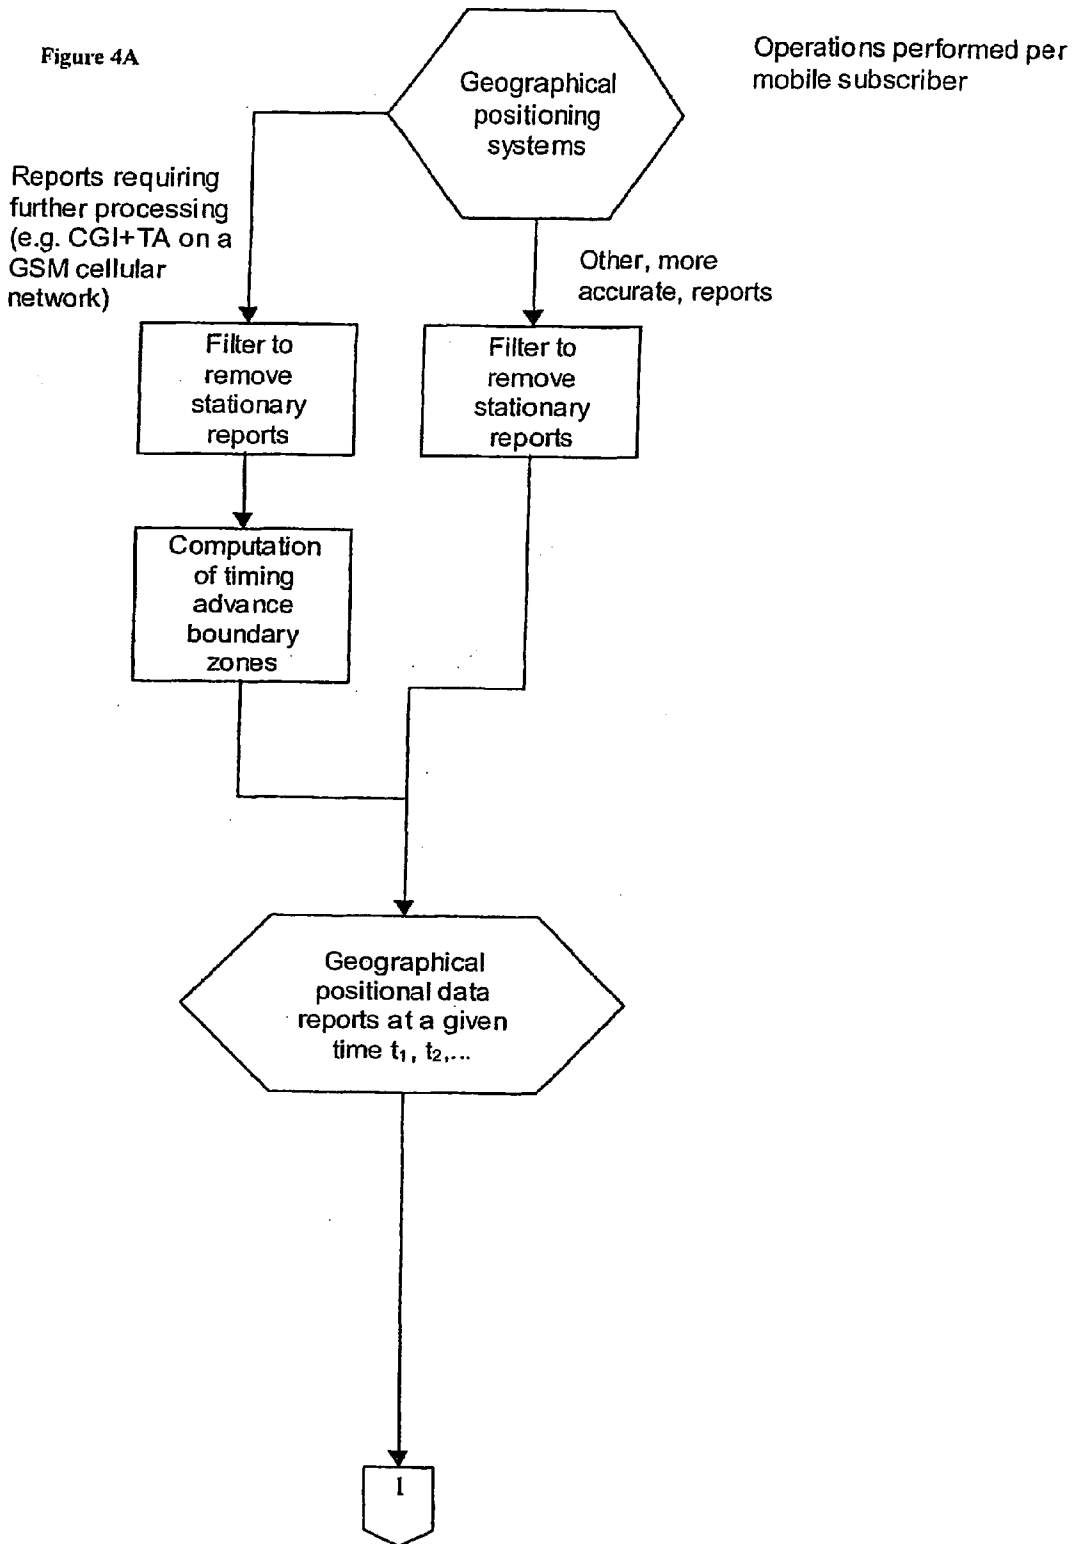 Figure 4A
Operations performed per
mobile subscriber
Geographical
positioning
systems
Reports requiring
further processing
(e.g. CGI+TA on a
GSM cellular
network)
Other, more
accurate, reports
Filter to
remove
stationary
reports
Filter to
remove
stationary
reports
Computation
of timing
advance
boundary
zones
Geographical
positional data
reports at a given
time t₁, t₂,...
1